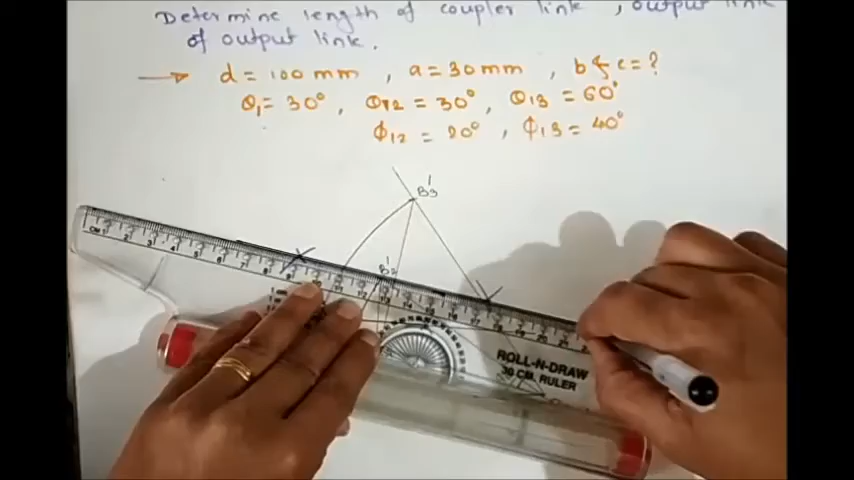 Determine length of coupler link , output link
of output link.
d = 100 mm , a = 30 mm , b & c = ?
θ1 = 30° , θ12 = 30° , θ13 = 60°
ϕ12 = 20° , ϕ13 = 40°
B3'
B2'
ROLL-N-DRAW
30 C.M. RULER